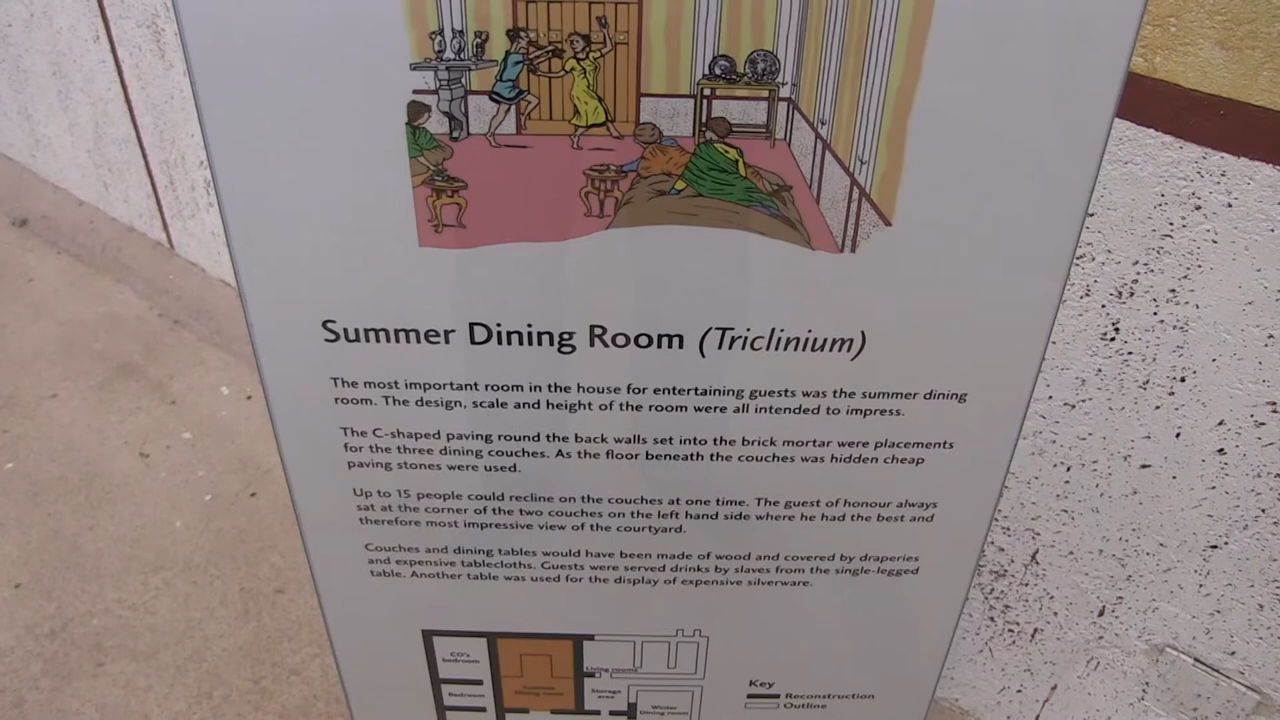 Summer Dining Room (Triclinium)
The most important room in the house for entertaining guests was the summer dining
room. The design, scale and height of the room were all intended to impress.
The C-shaped paving round the back walls set into the brick mortar were placements
for the three dining couches. As the floor beneath the couches was hidden cheap
paving stones were used.
Up to 15 people could recline on the couches at one time. The guest of honour always
sat at the corner of the two couches on the left hand side where he had the best and
therefore most impressive view of the courtyard.
Couches and dining tables would have been made of wood and covered by draperies
and expensive tablecloths. Guests were served drinks by slaves from the single-legged
table. Another table was used for the display of expensive silverware.
CO's
bedroom
Living rooms
Summer
Dining room
Bedroom
Storage
area
Winter
Dining room
Key
Reconstruction
Outline